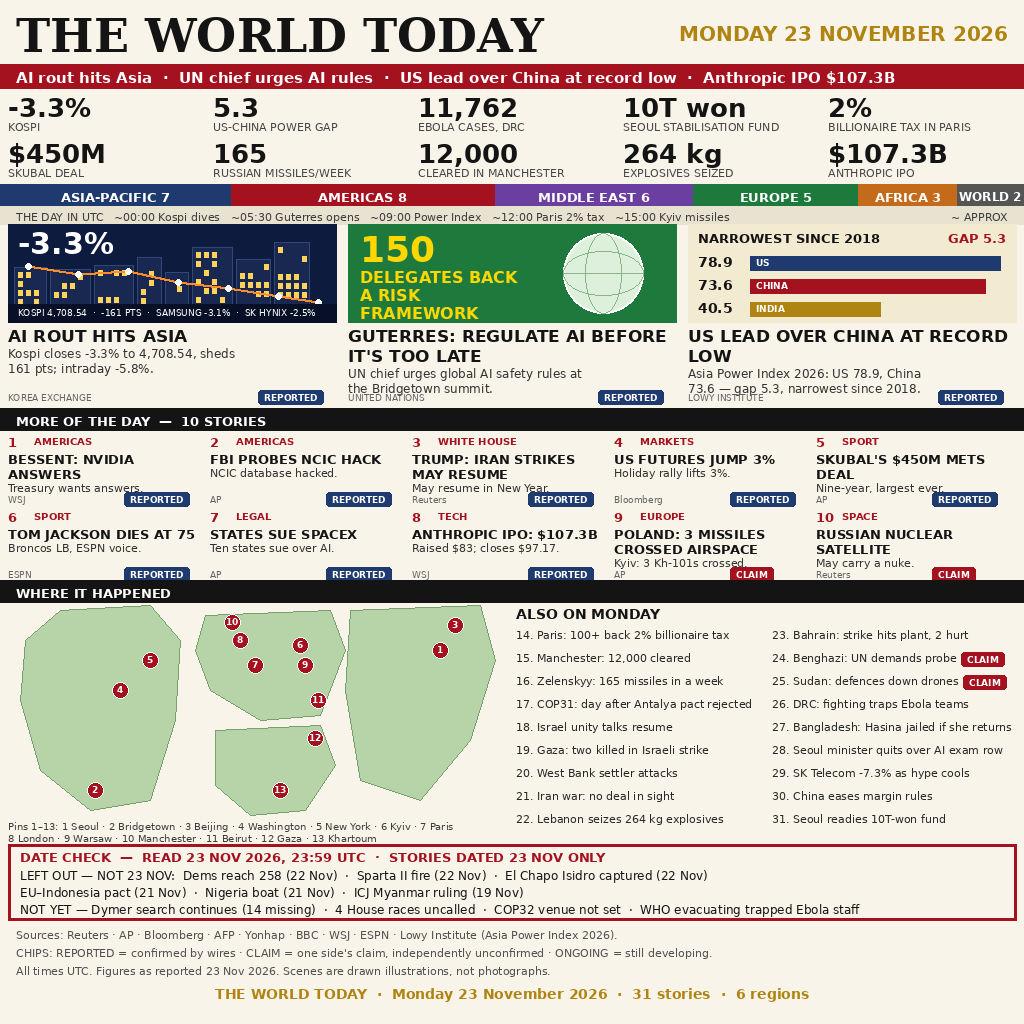 THE WORLD TODAY
MONDAY 23 NOVEMBER 2026
AI rout hits Asia · UN chief urges AI rules · US lead over China at record low · Anthropic IPO $107.3B
-3.3%
KOSPI
5.3
US-CHINA POWER GAP
11,762
EBOLA CASES, DRC
10T won
SEOUL STABILISATION FUND
2%
BILLIONAIRE TAX IN PARIS
$450M
SKUBAL DEAL
165
RUSSIAN MISSILES/WEEK
12,000
CLEARED IN MANCHESTER
264 kg
EXPLOSIVES SEIZED
$107.3B
ANTHROPIC IPO
ASIA-PACIFIC 7
AMERICAS 8
MIDDLE EAST 6
EUROPE 5
AFRICA 3
WORLD 2
THE DAY IN UTC ~00:00 Kospi dives ~05:30 Guterres opens ~09:00 Power Index ~12:00 Paris 2% tax ~15:00 Kyiv missiles
~ APPROX
-3.3%
KOSPI 4,708.54 · -161 PTS · SAMSUNG -3.1% · SK HYNIX -2.5%
AI ROUT HITS ASIA
Kospi closes -3.3% to 4,708.54, sheds
161 pts; intraday -5.8%.
KOREA EXCHANGE
REPORTED
150
DELEGATES BACK
A RISK
FRAMEWORK
GUTERRES: REGULATE AI BEFORE
IT'S TOO LATE
UN chief urges global AI safety rules at
the Bridgetown summit.
UNITED NATIONS
REPORTED
NARROWEST SINCE 2018
GAP 5.3
78.9
US
73.6
CHINA
40.5
INDIA
US LEAD OVER CHINA AT RECORD
LOW
Asia Power Index 2026: US 78.9, China
73.6 — gap 5.3, narrowest since 2018.
LOWY INSTITUTE
REPORTED
MORE OF THE DAY — 10 STORIES
1 AMERICAS
BESSENT: NVIDIA
ANSWERS
Treasury wants answers.
WSJ
REPORTED
2 AMERICAS
FBI PROBES NCIC HACK
NCIC database hacked.
AP
REPORTED
3 WHITE HOUSE
TRUMP: IRAN STRIKES
MAY RESUME
May resume in New Year.
Reuters
REPORTED
4 MARKETS
US FUTURES JUMP 3%
Holiday rally lifts 3%.
Bloomberg
REPORTED
5 SPORT
SKUBAL'S $450M METS
DEAL
Nine-year, largest ever.
AP
REPORTED
6 SPORT
TOM JACKSON DIES AT 75
Broncos LB, ESPN voice.
ESPN
REPORTED
7 LEGAL
STATES SUE SPACEX
Ten states sue over AI.
AP
REPORTED
8 TECH
ANTHROPIC IPO: $107.3B
Raised $83; closes $97.17.
WSJ
REPORTED
9 EUROPE
POLAND: 3 MISSILES
CROSSED AIRSPACE
Kyiv: 3 Kh-101s crossed.
AP
CLAIM
10 SPACE
RUSSIAN NUCLEAR
SATELLITE
May carry a nuke.
Reuters
CLAIM
WHERE IT HAPPENED
10
8
7
6
9
11
3
1
5
4
2
12
13
Pins 1–13: 1 Seoul · 2 Bridgetown · 3 Beijing · 4 Washington · 5 New York · 6 Kyiv · 7 Paris
8 London · 9 Warsaw · 10 Manchester · 11 Beirut · 12 Gaza · 13 Khartoum
ALSO ON MONDAY
14. Paris: 100+ back 2% billionaire tax
15. Manchester: 12,000 cleared
16. Zelenskyy: 165 missiles in a week
17. COP31: day after Antalya pact rejected
18. Israel unity talks resume
19. Gaza: two killed in Israeli strike
20. West Bank settler attacks
21. Iran war: no deal in sight
22. Lebanon seizes 264 kg explosives
23. Bahrain: strike hits plant, 2 hurt
24. Benghazi: UN demands probe CLAIM
25. Sudan: defences down drones CLAIM
26. DRC: fighting traps Ebola teams
27. Bangladesh: Hasina jailed if she returns
28. Seoul minister quits over AI exam row
29. SK Telecom -7.3% as hype cools
30. China eases margin rules
31. Seoul readies 10T-won fund
DATE CHECK — READ 23 NOV 2026, 23:59 UTC · STORIES DATED 23 NOV ONLY
LEFT OUT — NOT 23 NOV: Dems reach 258 (22 Nov) · Sparta II fire (22 Nov) · El Chapo Isidro captured (22 Nov)
EU–Indonesia pact (21 Nov) · Nigeria boat (21 Nov) · ICJ Myanmar ruling (19 Nov)
NOT YET — Dymer search continues (14 missing) · 4 House races uncalled · COP32 venue not set · WHO evacuating trapped Ebola staff
Sources: Reuters · AP · Bloomberg · AFP · Yonhap · BBC · WSJ · ESPN · Lowy Institute (Asia Power Index 2026).
CHIPS: REPORTED = confirmed by wires · CLAIM = one side's claim, independently unconfirmed · ONGOING = still developing.
All times UTC. Figures as reported 23 Nov 2026. Scenes are drawn illustrations, not photographs.
THE WORLD TODAY · Monday 23 November 2026 · 31 stories · 6 regions